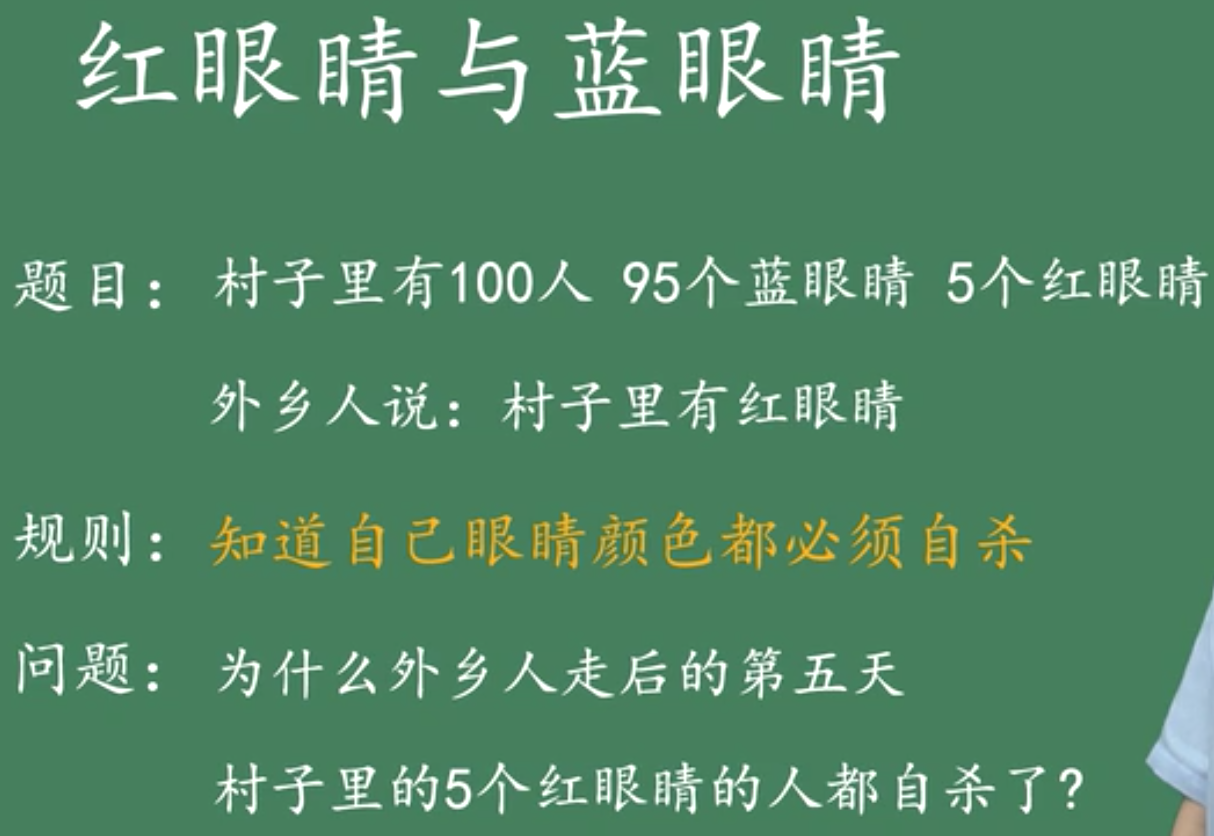 红眼睛与蓝眼睛
题目：村子里有100人 95个蓝眼睛 5个红眼睛
外乡人说：村子里有红眼睛
规则：知道自己眼睛颜色都必须自杀
问题：为什么外乡人走后的第五天
村子里的5个红眼睛的人都自杀了？